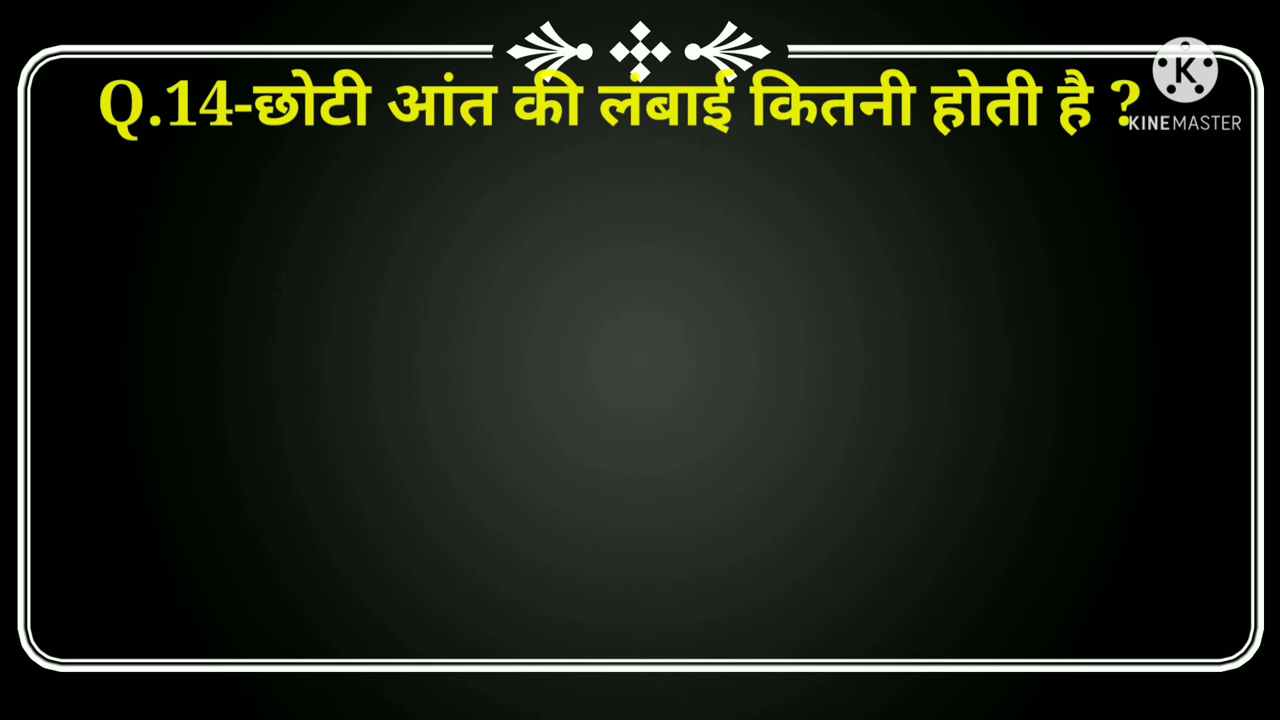 Q.14-छोटी आंत की लंबाई कितनी होती है ?
K
KINEMASTER